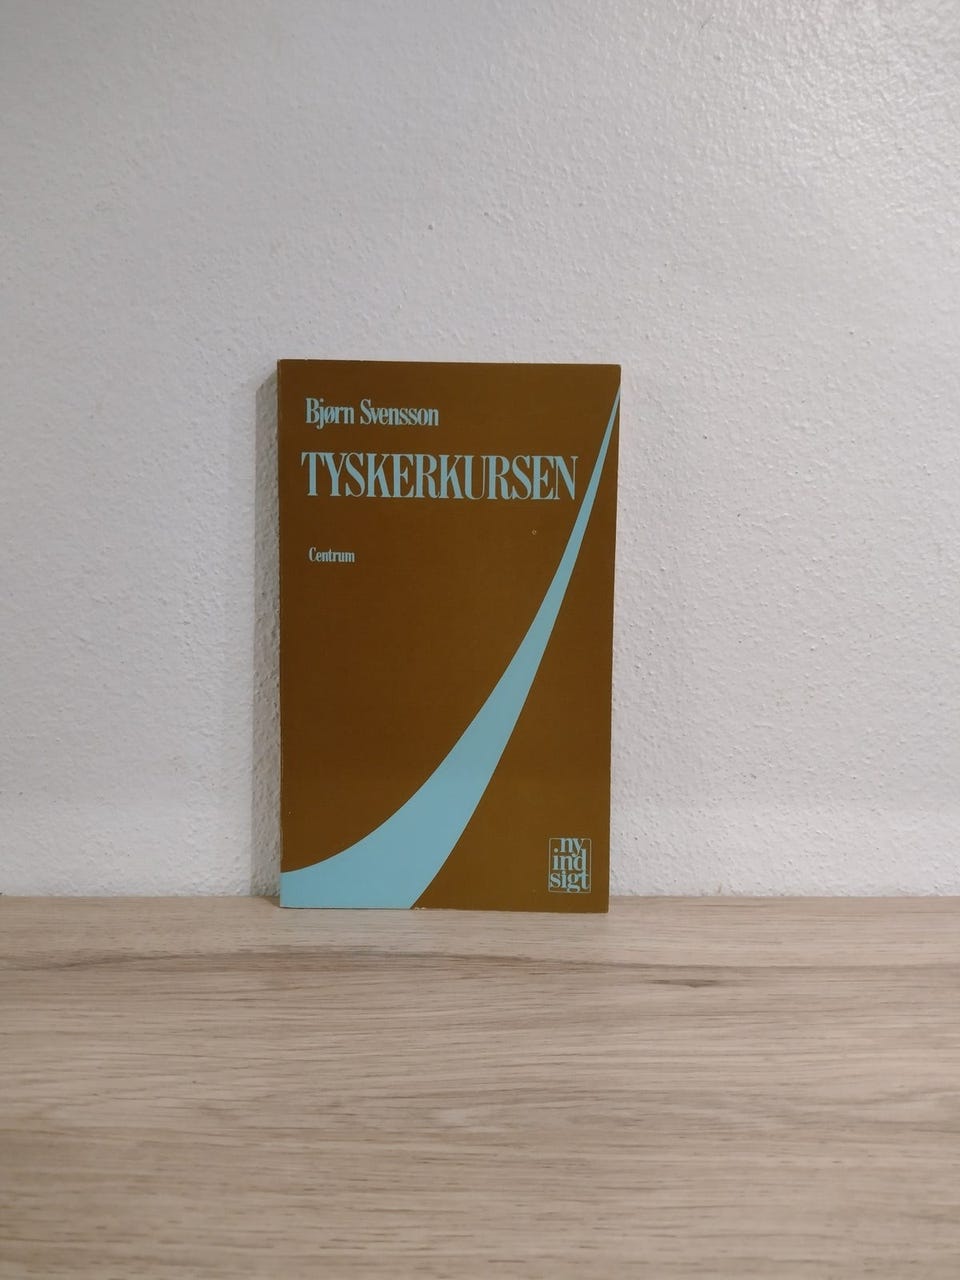 Bjørn Svensson
TYSKERKURSEN
Centrum
ny
ind
sigt